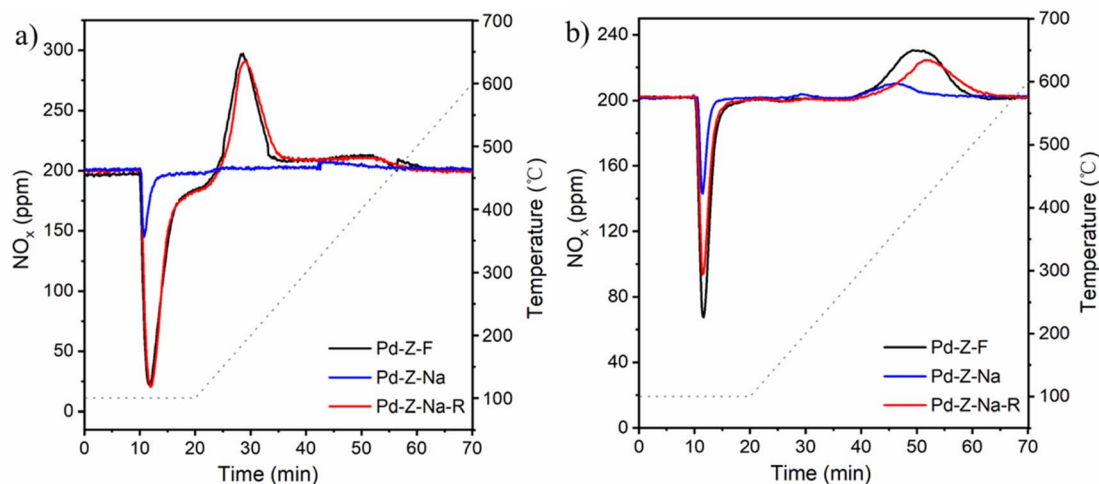 a)
NOx (ppm)
300
250
200
150
100
50
0
700
600
500
400
300
200
100
Temperature (℃)
Pd-Z-F
Pd-Z-Na
Pd-Z-Na-R
0 10 20 30 40 50 60 70
Time (min)
b)
NOx (ppm)
240
200
160
120
80
40
0
700
600
500
400
300
200
100
Temperature (℃)
Pd-Z-F
Pd-Z-Na
Pd-Z-Na-R
0 10 20 30 40 50 60 70
Time (min)